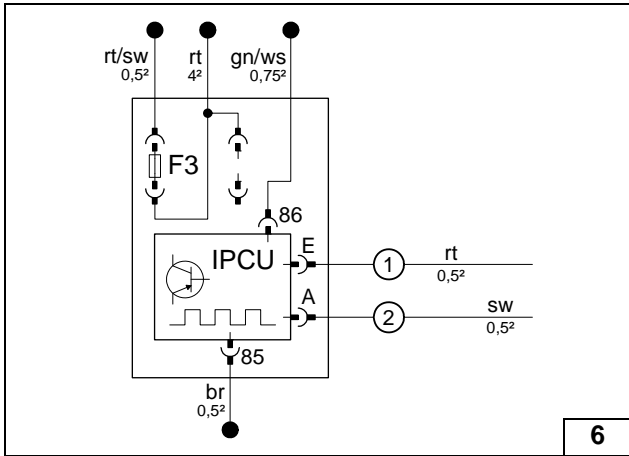 rt/sw
0,5²
rt
4²
gn/ws
0,75²
F3
86
IPCU
E
1
rt
0,5²
A
2
sw
0,5²
85
br
0,5²
6